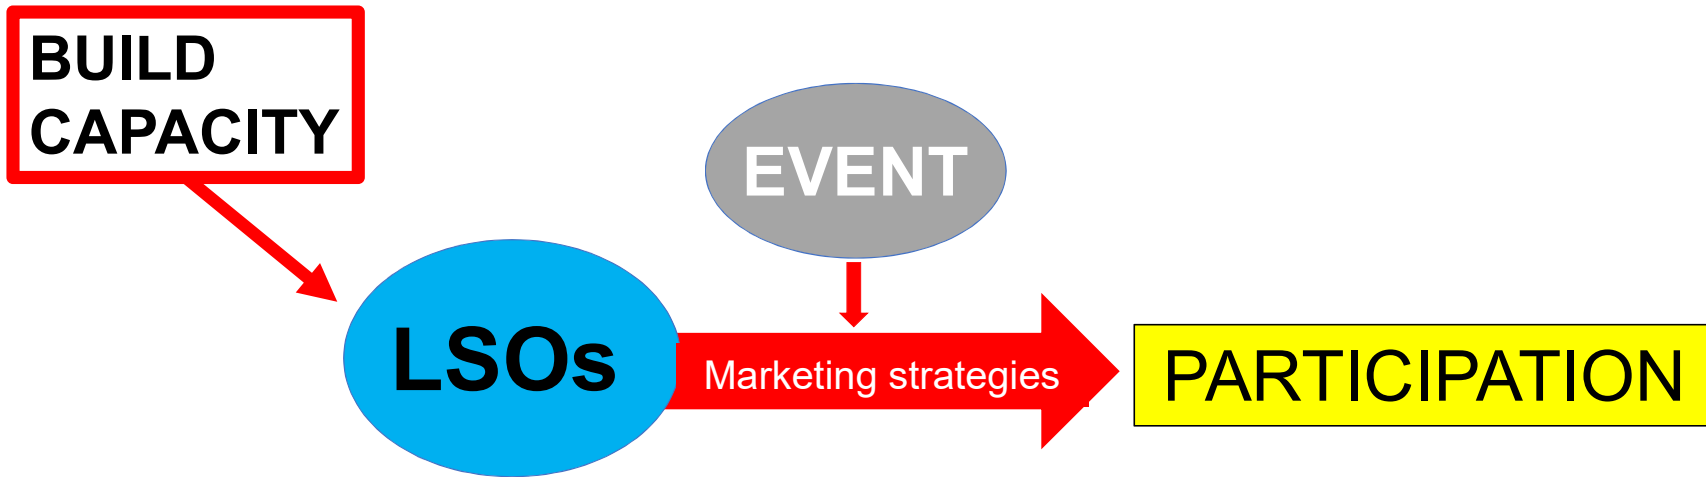 BUILD
CAPACITY
EVENT
LSOs
Marketing strategies
PARTICIPATION